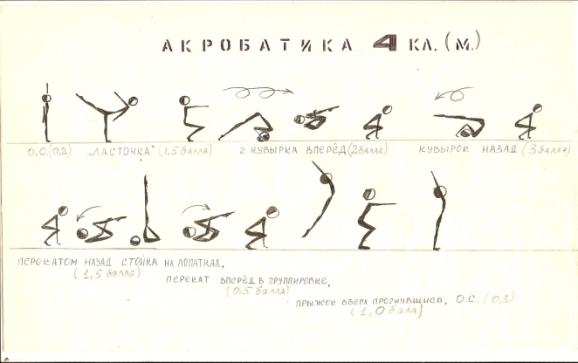 АКРОБАТИКА 4 КЛ. (М.)
О.С. (0,2) „ЛАСТОЧКА" (1,5 балла) 2 КУВЫРКА ВПЕРЁД (2 балла) КУВЫРОК НАЗАД (3 балла)
ПЕРЕКАТОМ НАЗАД СТОЙКА НА ЛОПАТКАХ,
(1,5 балла)
ПЕРЕКАТ ВПЕРЁД В ГРУППИРОВКЕ,
(0.5 балла)
ПРЫЖОК ВВЕРХ ПРОГНУВШИСЬ, О.С. (0,3)
(1,0 балл)